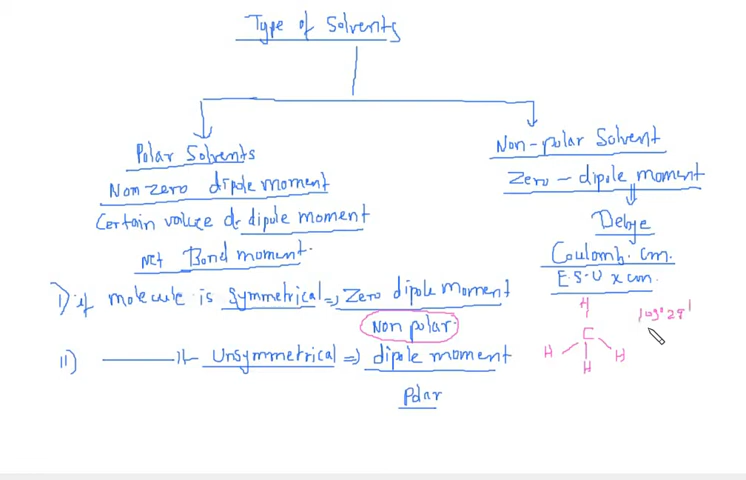 Type of Solvents
Polar Solvents
Non zero dipole moment
Certain value of dipole moment
net Bond moment.
Non-polar Solvent
Zero - dipole moment
Debye
Coulomb. cm.
E.S.U x cm.
I) if molecule is symmetrical => Zero dipole moment
Non polar.
II) ——— 11 — Unsymmetrical => dipole moment
Polar
H
C
H H
H
109° 29'